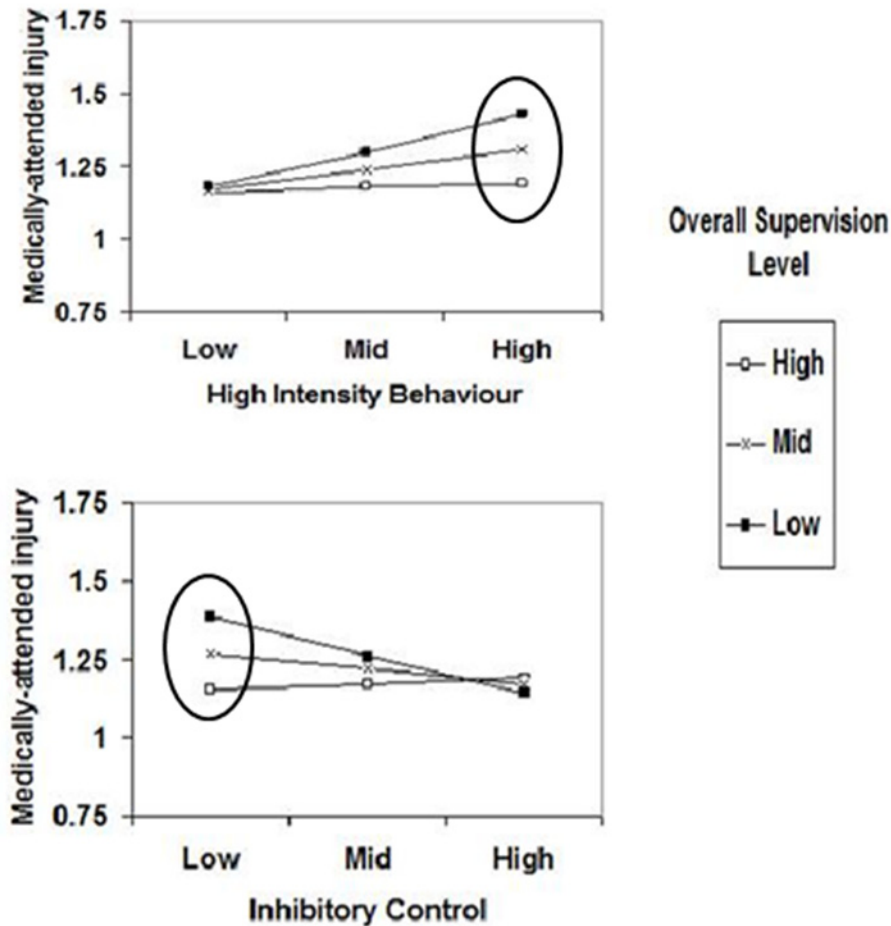 Medically-attended injury
1.75
1.5
1.25
1
0.75
Low Mid High
High Intensity Behaviour
Overall Supervision
Level
High
Mid
Low
Medically-attended injury
1.75
1.5
1.25
1
0.75
Low Mid High
Inhibitory Control